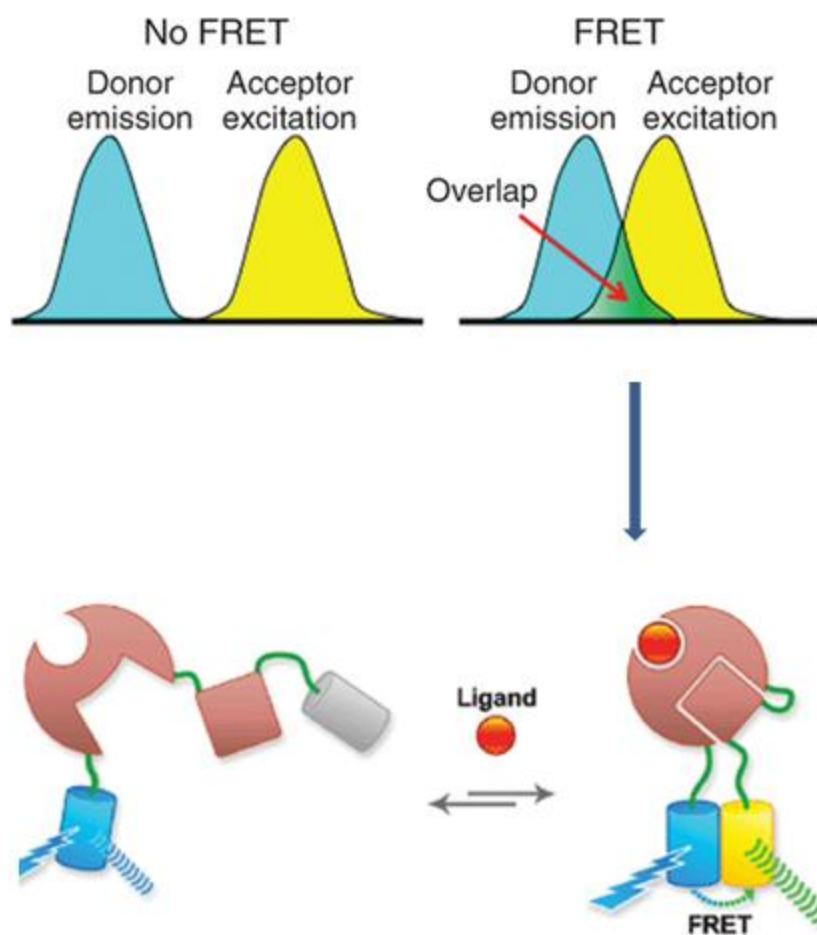 No FRET
Donor
emission
Acceptor
excitation
FRET
Donor
emission
Acceptor
excitation
Overlap
Ligand
FRET